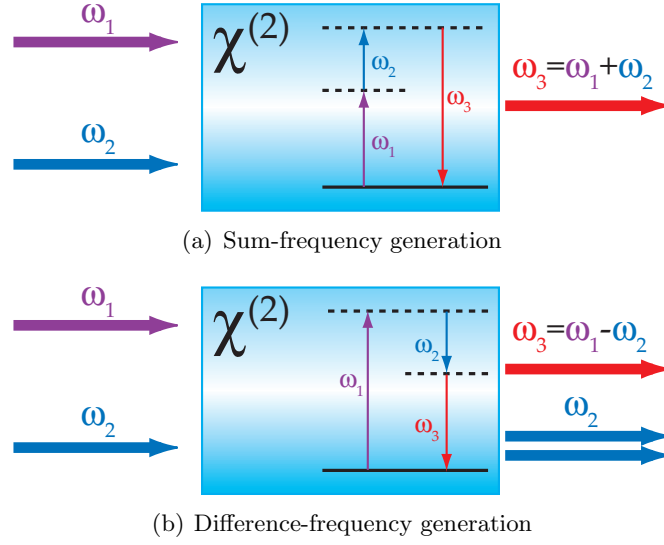 ω₁
χ⁽²⁾
ω₂
ω₃
ω₁
ω₃=ω₁+ω₂
ω₂
(a) Sum-frequency generation
ω₁
χ⁽²⁾
ω₂
ω₁
ω₃
ω₃=ω₁-ω₂
ω₂
ω₂
(b) Difference-frequency generation